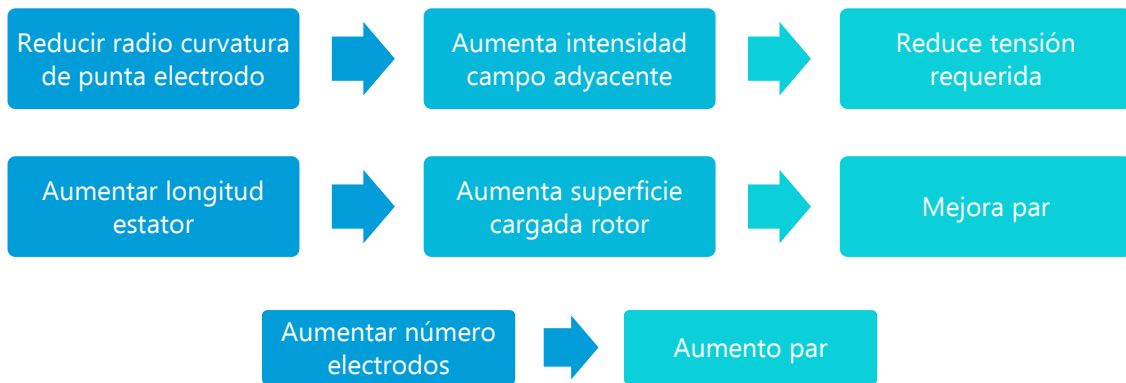 Reducir radio curvatura
de punta electrodo
Aumenta intensidad
campo adyacente
Reduce tensión
requerida
Aumentar longitud
estator
Aumenta superficie
cargada rotor
Mejora par
Aumentar número
electrodos
Aumento par